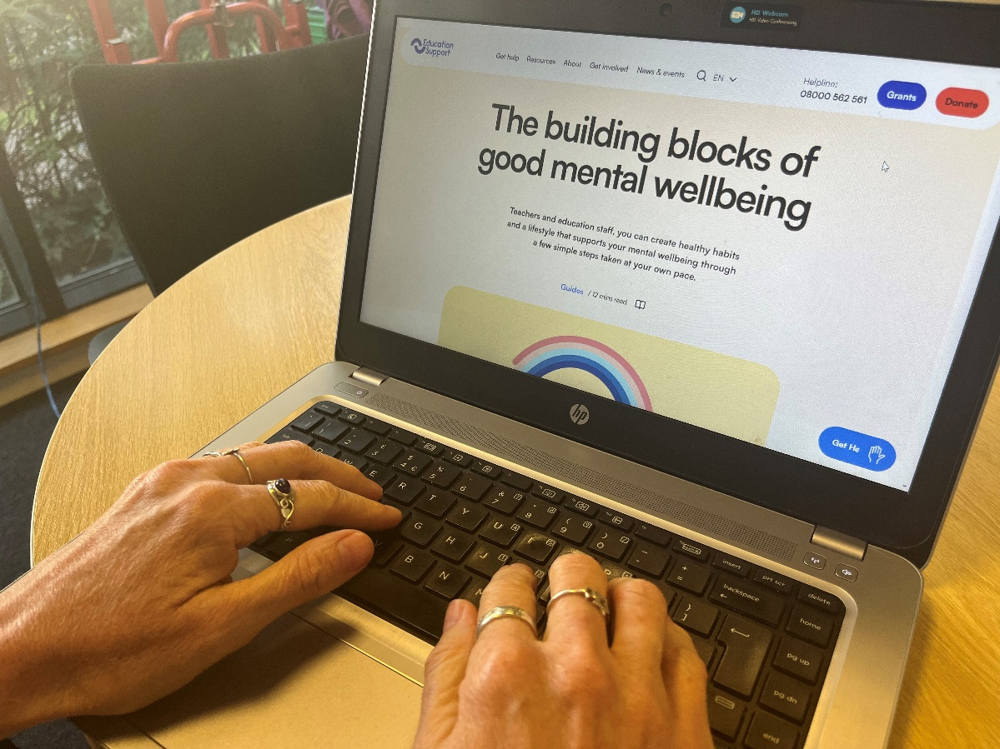 HD Webcam
HD Video Conferencing
Education
Support
Get help Resources About Get involved News & events EN
Helpline:
08000 562 561
Grants
Donate
The building blocks of
good mental wellbeing
Teachers and education staff, you can create healthy habits
and a lifestyle that supports your mental wellbeing through
a few simple steps taken at your own pace.
Guides / 12 mins read
Get He
hp
insert
prt scr
delete
backspace
home
pg up
pg dn
end
E R T Y U
G H J
B N